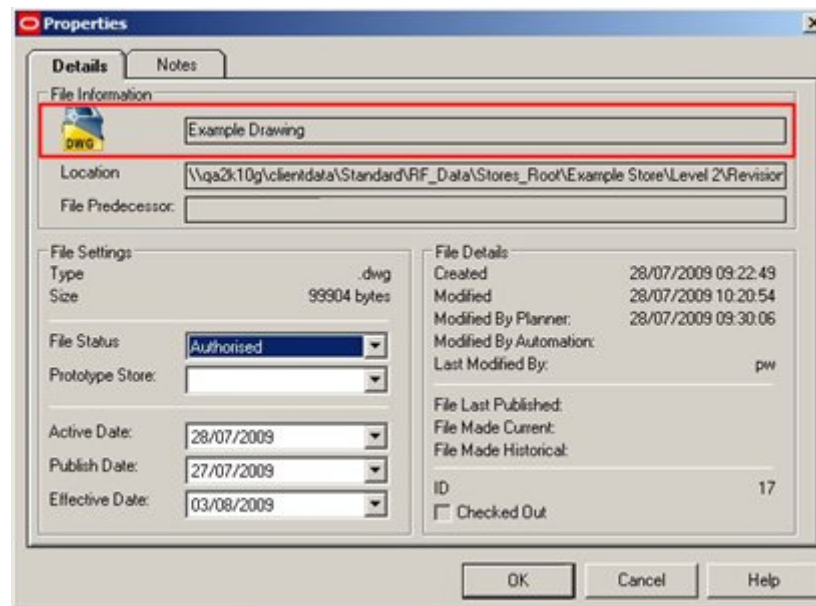 Properties
Details Notes
File Information
DWG
Example Drawing
Location \\qa2k10g\clientdata\Standard\RF_Data\Stores_Root\Example Store\Level 2\Revision
File Predecessor:
File Settings
Type .dwg
Size 99904 bytes
File Status Authorised
Prototype Store:
Active Date: 28/07/2009
Publish Date: 27/07/2009
Effective Date: 03/08/2009
File Details
Created 28/07/2009 09:22:49
Modified 28/07/2009 10:20:54
Modified By Planner: 28/07/2009 09:30:06
Modified By Automation:
Last Modified By: pw
File Last Published:
File Made Current:
File Made Historical:
ID 17
Checked Out
OK Cancel Help